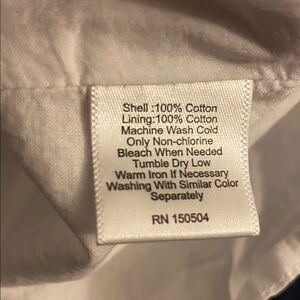 Shell :100% Cotton
Lining:100% Cotton
Machine Wash Cold
Only Non-chlorine
Bleach When Needed
Tumble Dry Low
Warm Iron If Necessary
Washing With Similar Color
Separately
RN 150504